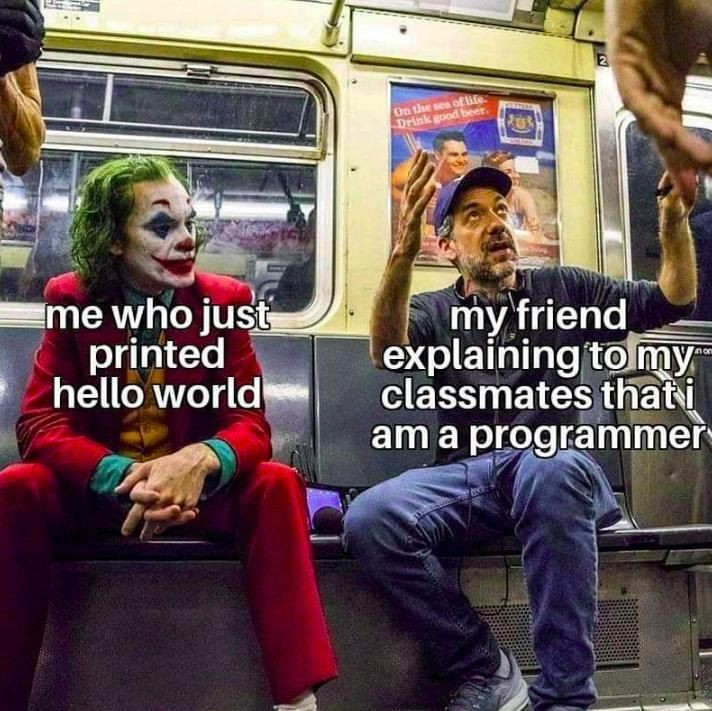 On the sea of life.
Drink good beer.
me who just
printed
hello world
my friend
explaining to my
classmates that i
am a programmer
2